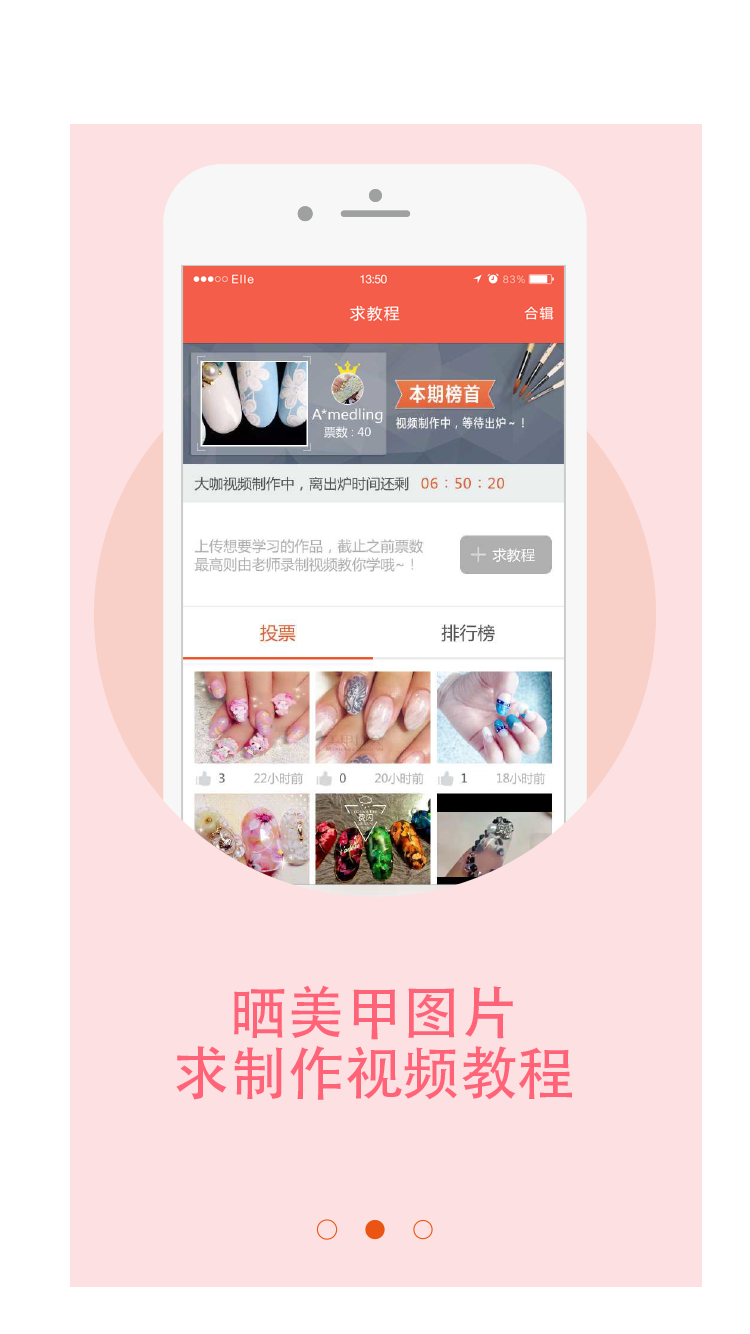 Elle 13:50 83%
求教程 合辑
A*medling
票数 : 40
本期榜首
视频制作中，等待出炉~！
大咖视频制作中，离出炉时间还剩 06 : 50 : 20
上传想要学习的作品，截止之前票数
最高则由老师录制视频教你学哦~！
+ 求教程
投票 排行榜
3 22小时前 0 20小时前 1 18小时前
晒美甲图片
求制作视频教程